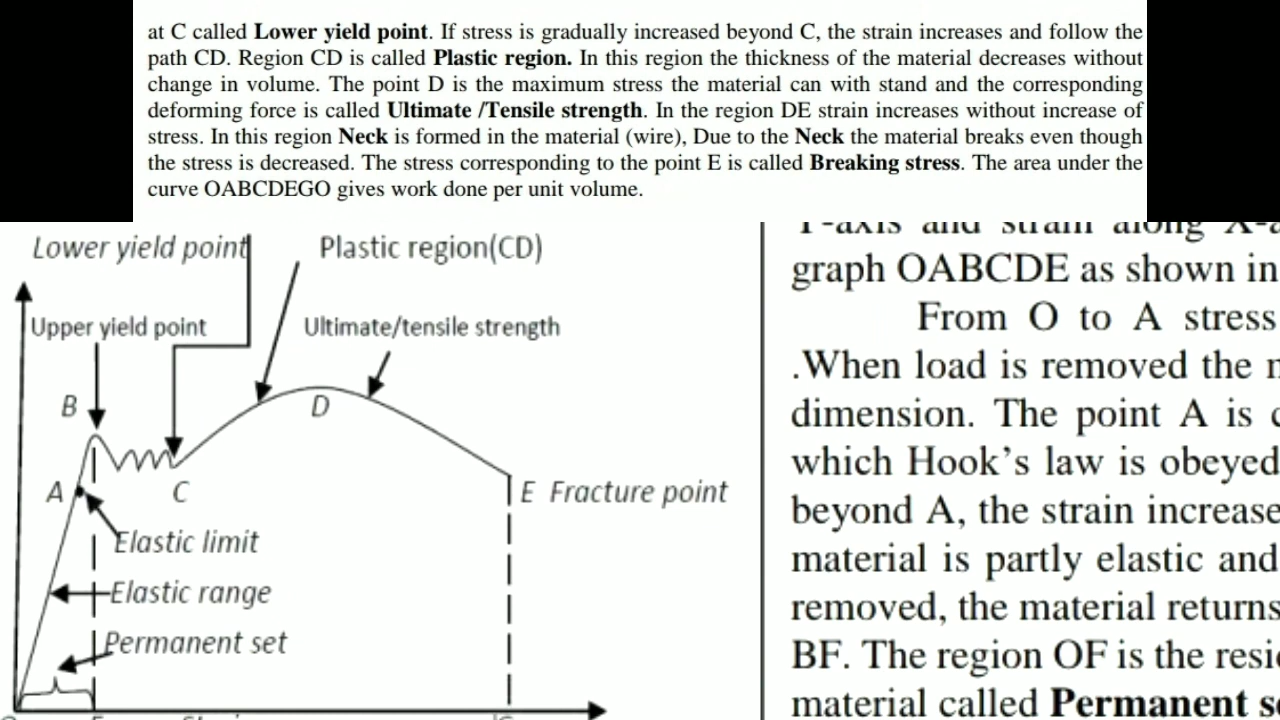 at C called Lower yield point. If stress is gradually increased beyond C, the strain increases and follow the
path CD. Region CD is called Plastic region. In this region the thickness of the material decreases without
change in volume. The point D is the maximum stress the material can with stand and the corresponding
deforming force is called Ultimate /Tensile strength. In the region DE strain increases without increase of
stress. In this region Neck is formed in the material (wire), Due to the Neck the material breaks even though
the stress is decreased. The stress corresponding to the point E is called Breaking stress. The area under the
curve OABCDEGO gives work done per unit volume.
Lower yield point
Plastic region(CD)
Upper yield point
Ultimate/tensile strength
B
D
A
C
E Fracture point
Elastic limit
Elastic range
Permanent set
Y-axis and strain along
graph OABCDE as shown in
From O to A stress
.When load is removed the
dimension. The point A is
which Hook's law is obeyed
beyond A, the strain increase
material is partly elastic and
removed, the material returns
BF. The region OF is the
material called Permanent